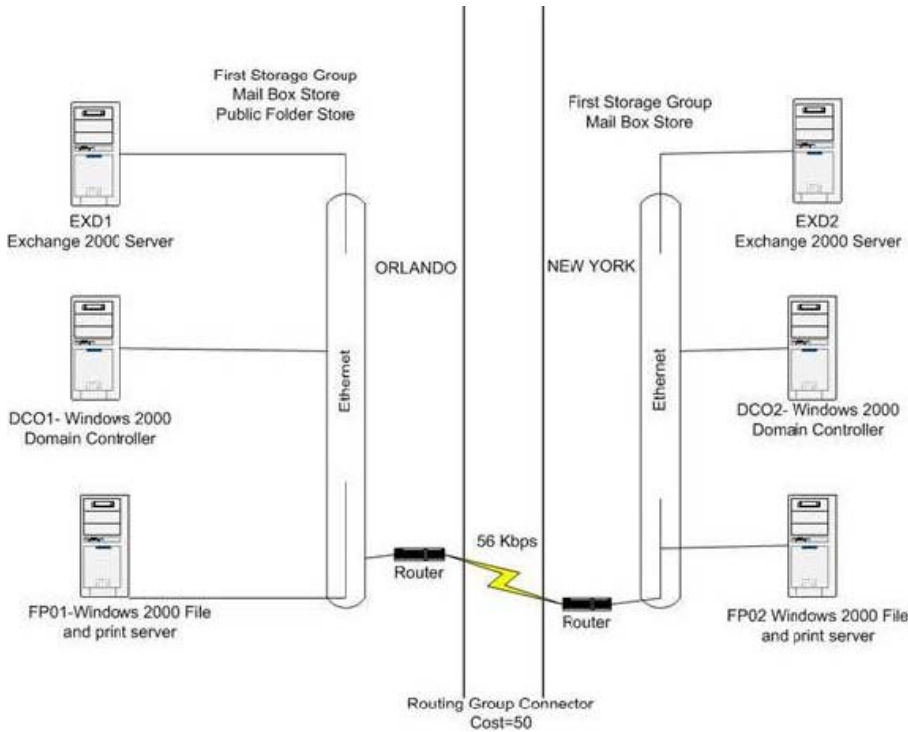 First Storage Group
Mail Box Store
Public Folder Store
First Storage Group
Mail Box Store
EXD1
Exchange 2000 Server
EXD2
Exchange 2000 Server
ORLANDO
NEW YORK
Ethernet
Ethernet
DCO1- Windows 2000
Domain Controller
DCO2- Windows 2000
Domain Controller
56 Kbps
Router
Router
FP01-Windows 2000 File
and print server
FP02 Windows 2000 File
and print server
Routing Group Connector
Cost=50